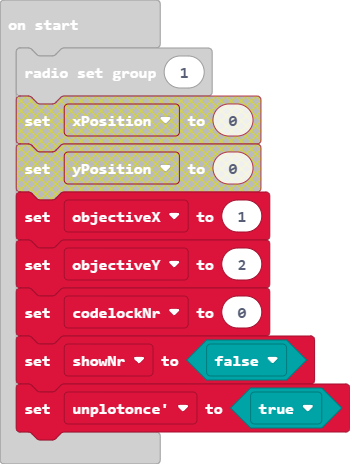 on start
radio set group 1
set xPosition to 0
set yPosition to 0
set objectiveX to 1
set objectiveY to 2
set codelockNr to 0
set showNr to false
set unplotonce' to true